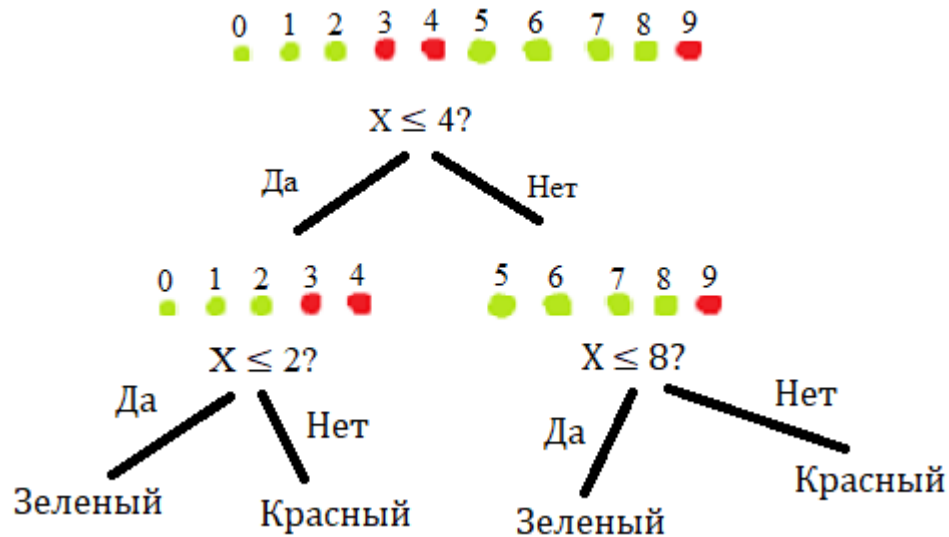 0 1 2 3 4 5 6 7 8 9
X ≤ 4?
Да Нет
0 1 2 3 4 5 6 7 8 9
X ≤ 2? X ≤ 8?
Да Нет Да Нет
Зеленый Красный Зеленый Красный